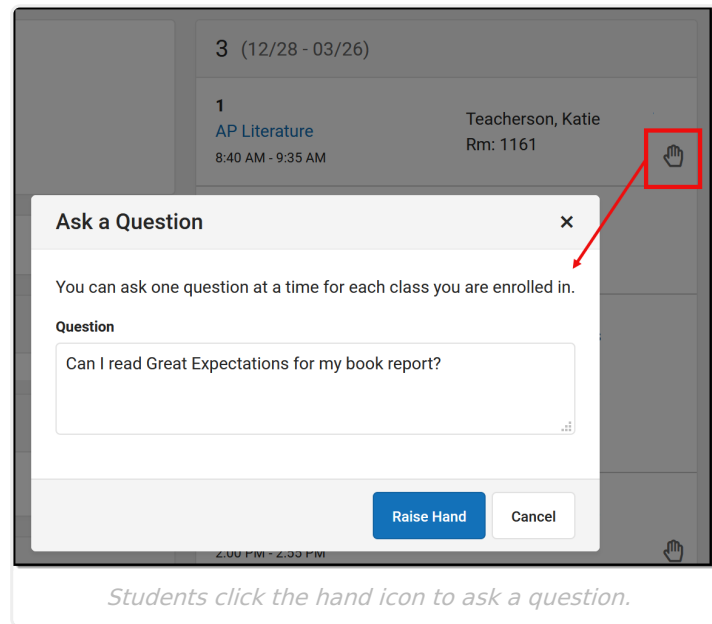 3 (12/28 - 03/26)
1
AP Literature
8:40 AM - 9:35 AM
Teacherson, Katie
Rm: 1161
Ask a Question
×
You can ask one question at a time for each class you are enrolled in.
Question
Can I read Great Expectations for my book report?
Raise Hand
Cancel
2:00 PM - 2:55 PM
Students click the hand icon to ask a question.